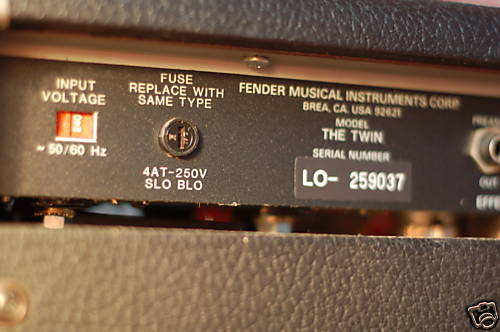 INPUT
VOLTAGE
240
~ 50/60 Hz
FUSE
REPLACE WITH
SAME TYPE
4AT-250V
SLO BLO
FENDER MUSICAL INSTRUMENTS CORP.
BREA, CA. USA 92621
MODEL
THE TWIN
SERIAL NUMBER
LO- 259037
OUT